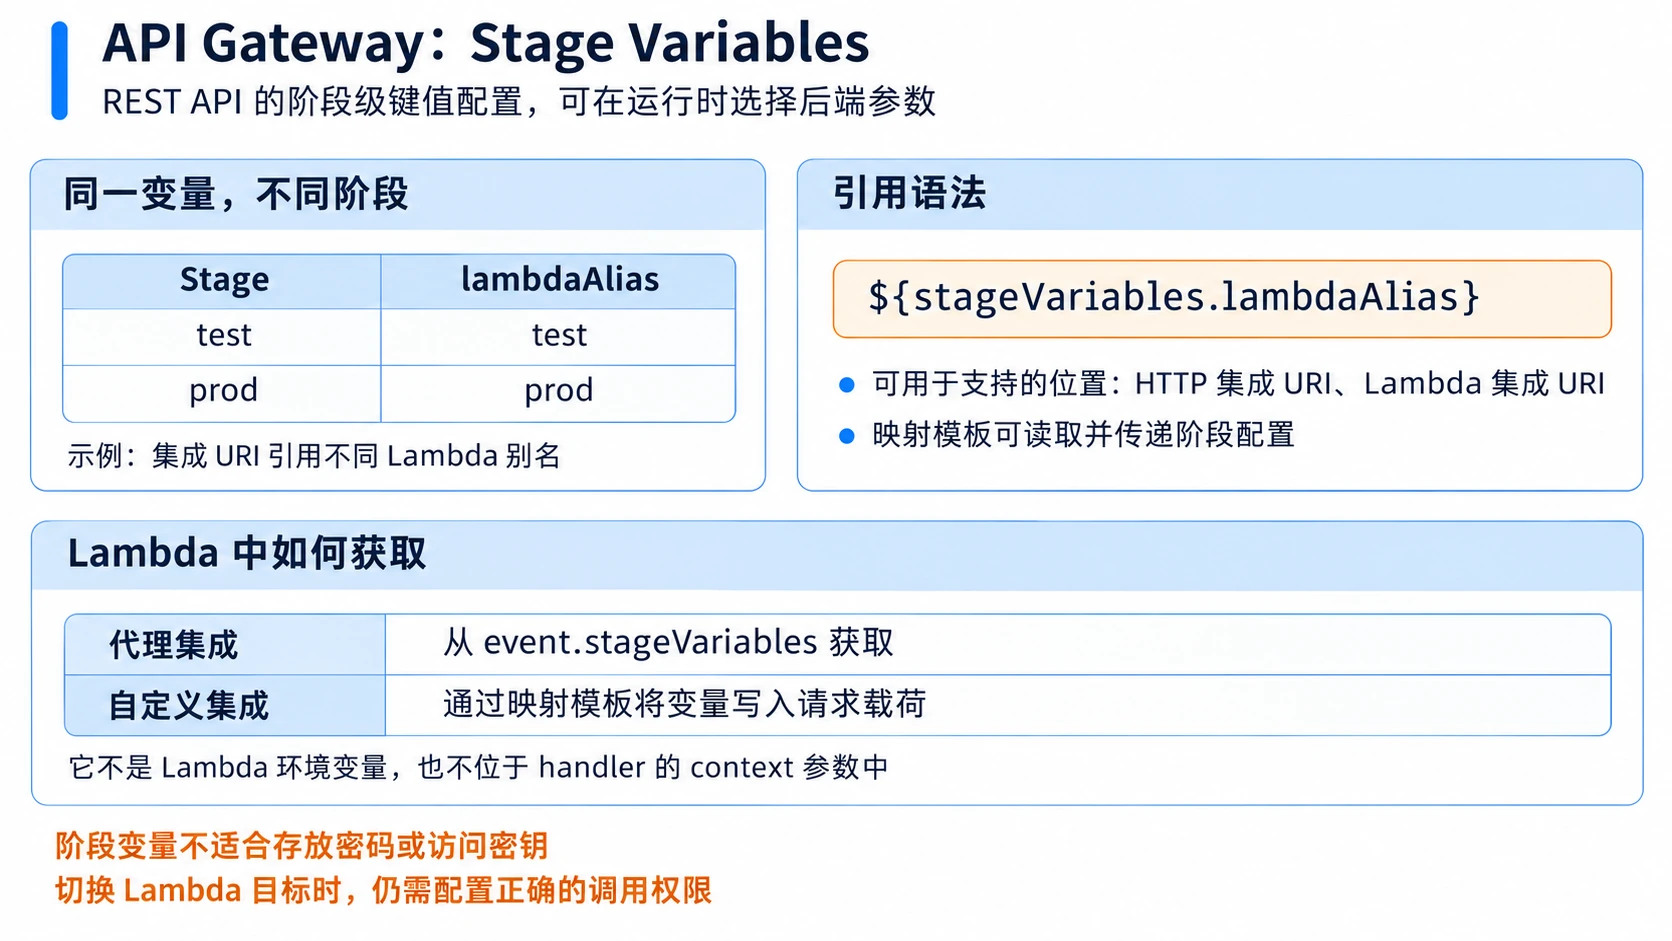 API Gateway：Stage Variables
REST API 的阶段级键值配置，可在运行时选择后端参数
同一变量，不同阶段
Stage lambdaAlias
test test
prod prod
示例：集成 URI 引用不同 Lambda 别名
引用语法
${stageVariables.lambdaAlias}
可用于支持的位置：HTTP 集成 URI、Lambda 集成 URI
映射模板可读取并传递阶段配置
Lambda 中如何获取
代理集成 从 event.stageVariables 获取
自定义集成 通过映射模板将变量写入请求载荷
它不是 Lambda 环境变量，也不位于 handler 的 context 参数中
阶段变量不适合存放密码或访问密钥
切换 Lambda 目标时，仍需配置正确的调用权限